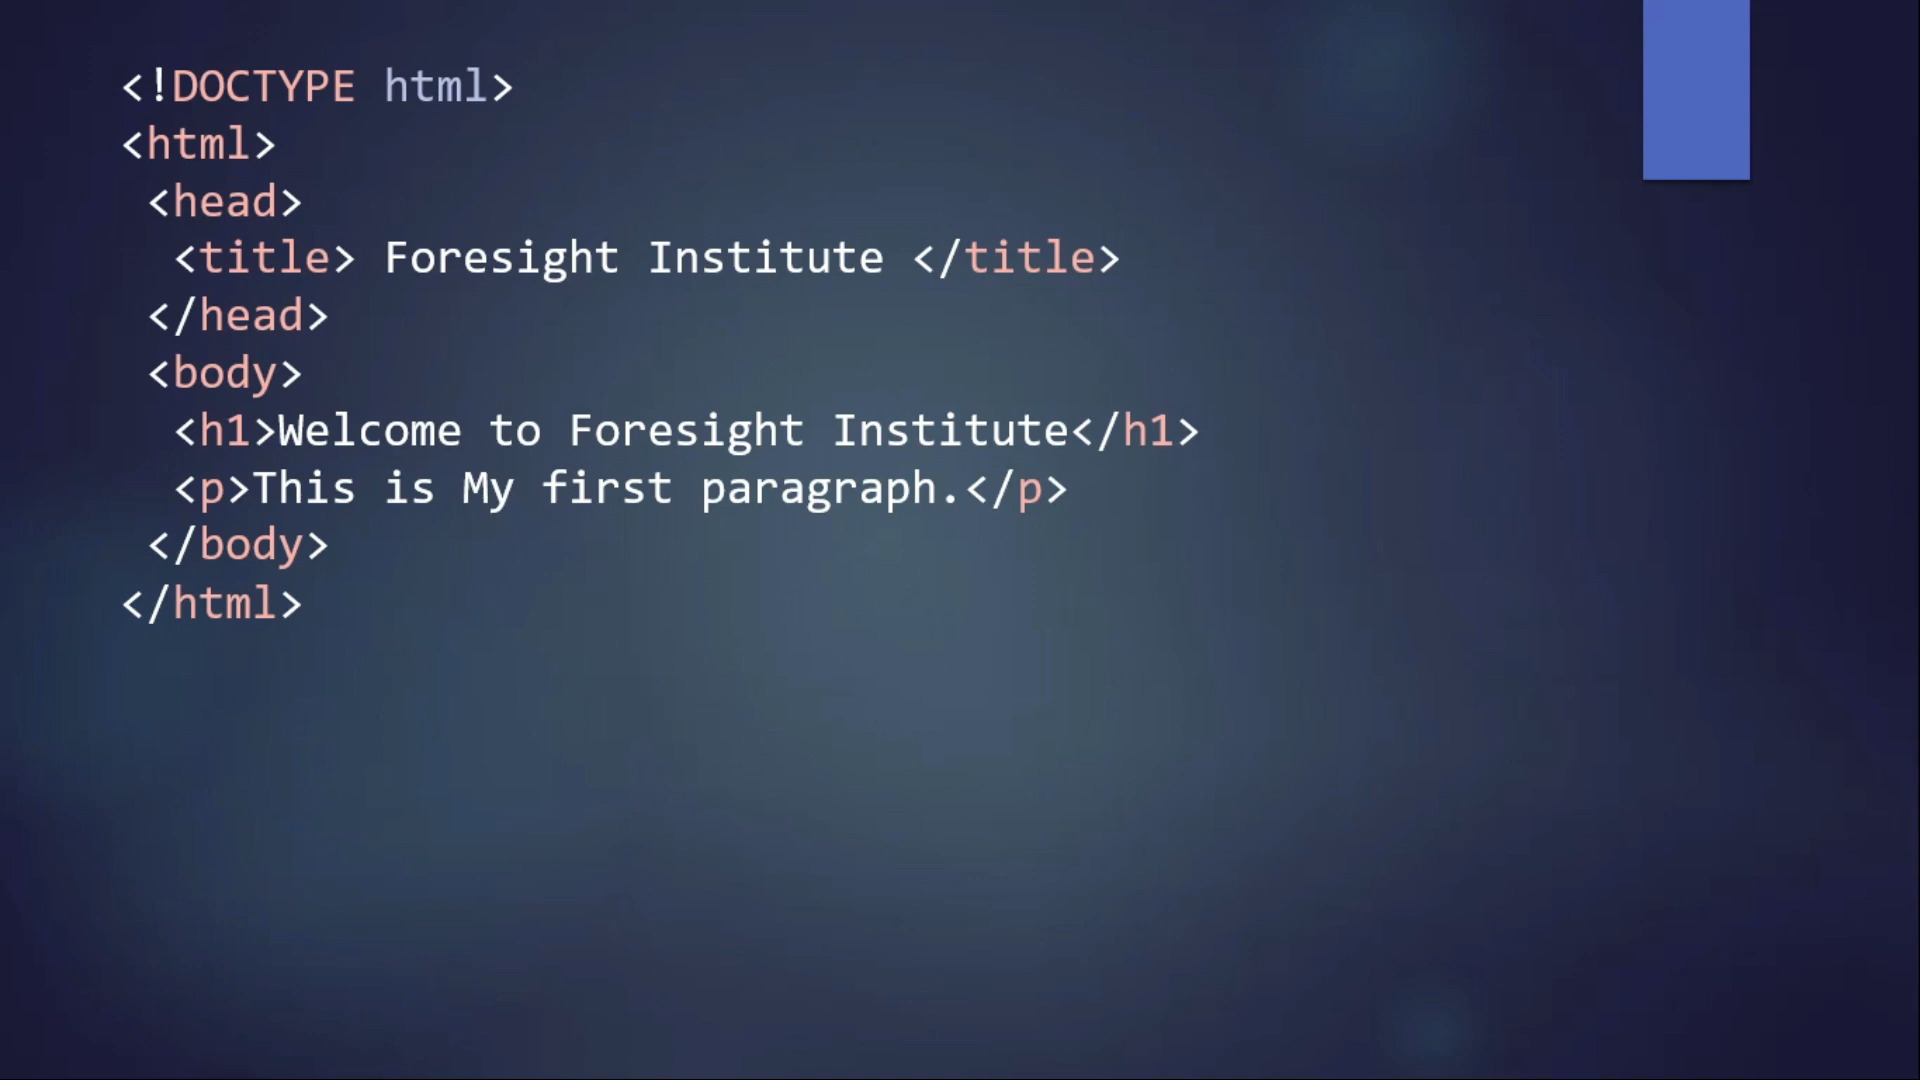 <!DOCTYPE html>
<html>
<head>
<title> Foresight Institute </title>
</head>
<body>
<h1>Welcome to Foresight Institute</h1>
<p>This is My first paragraph.</p>
</body>
</html>